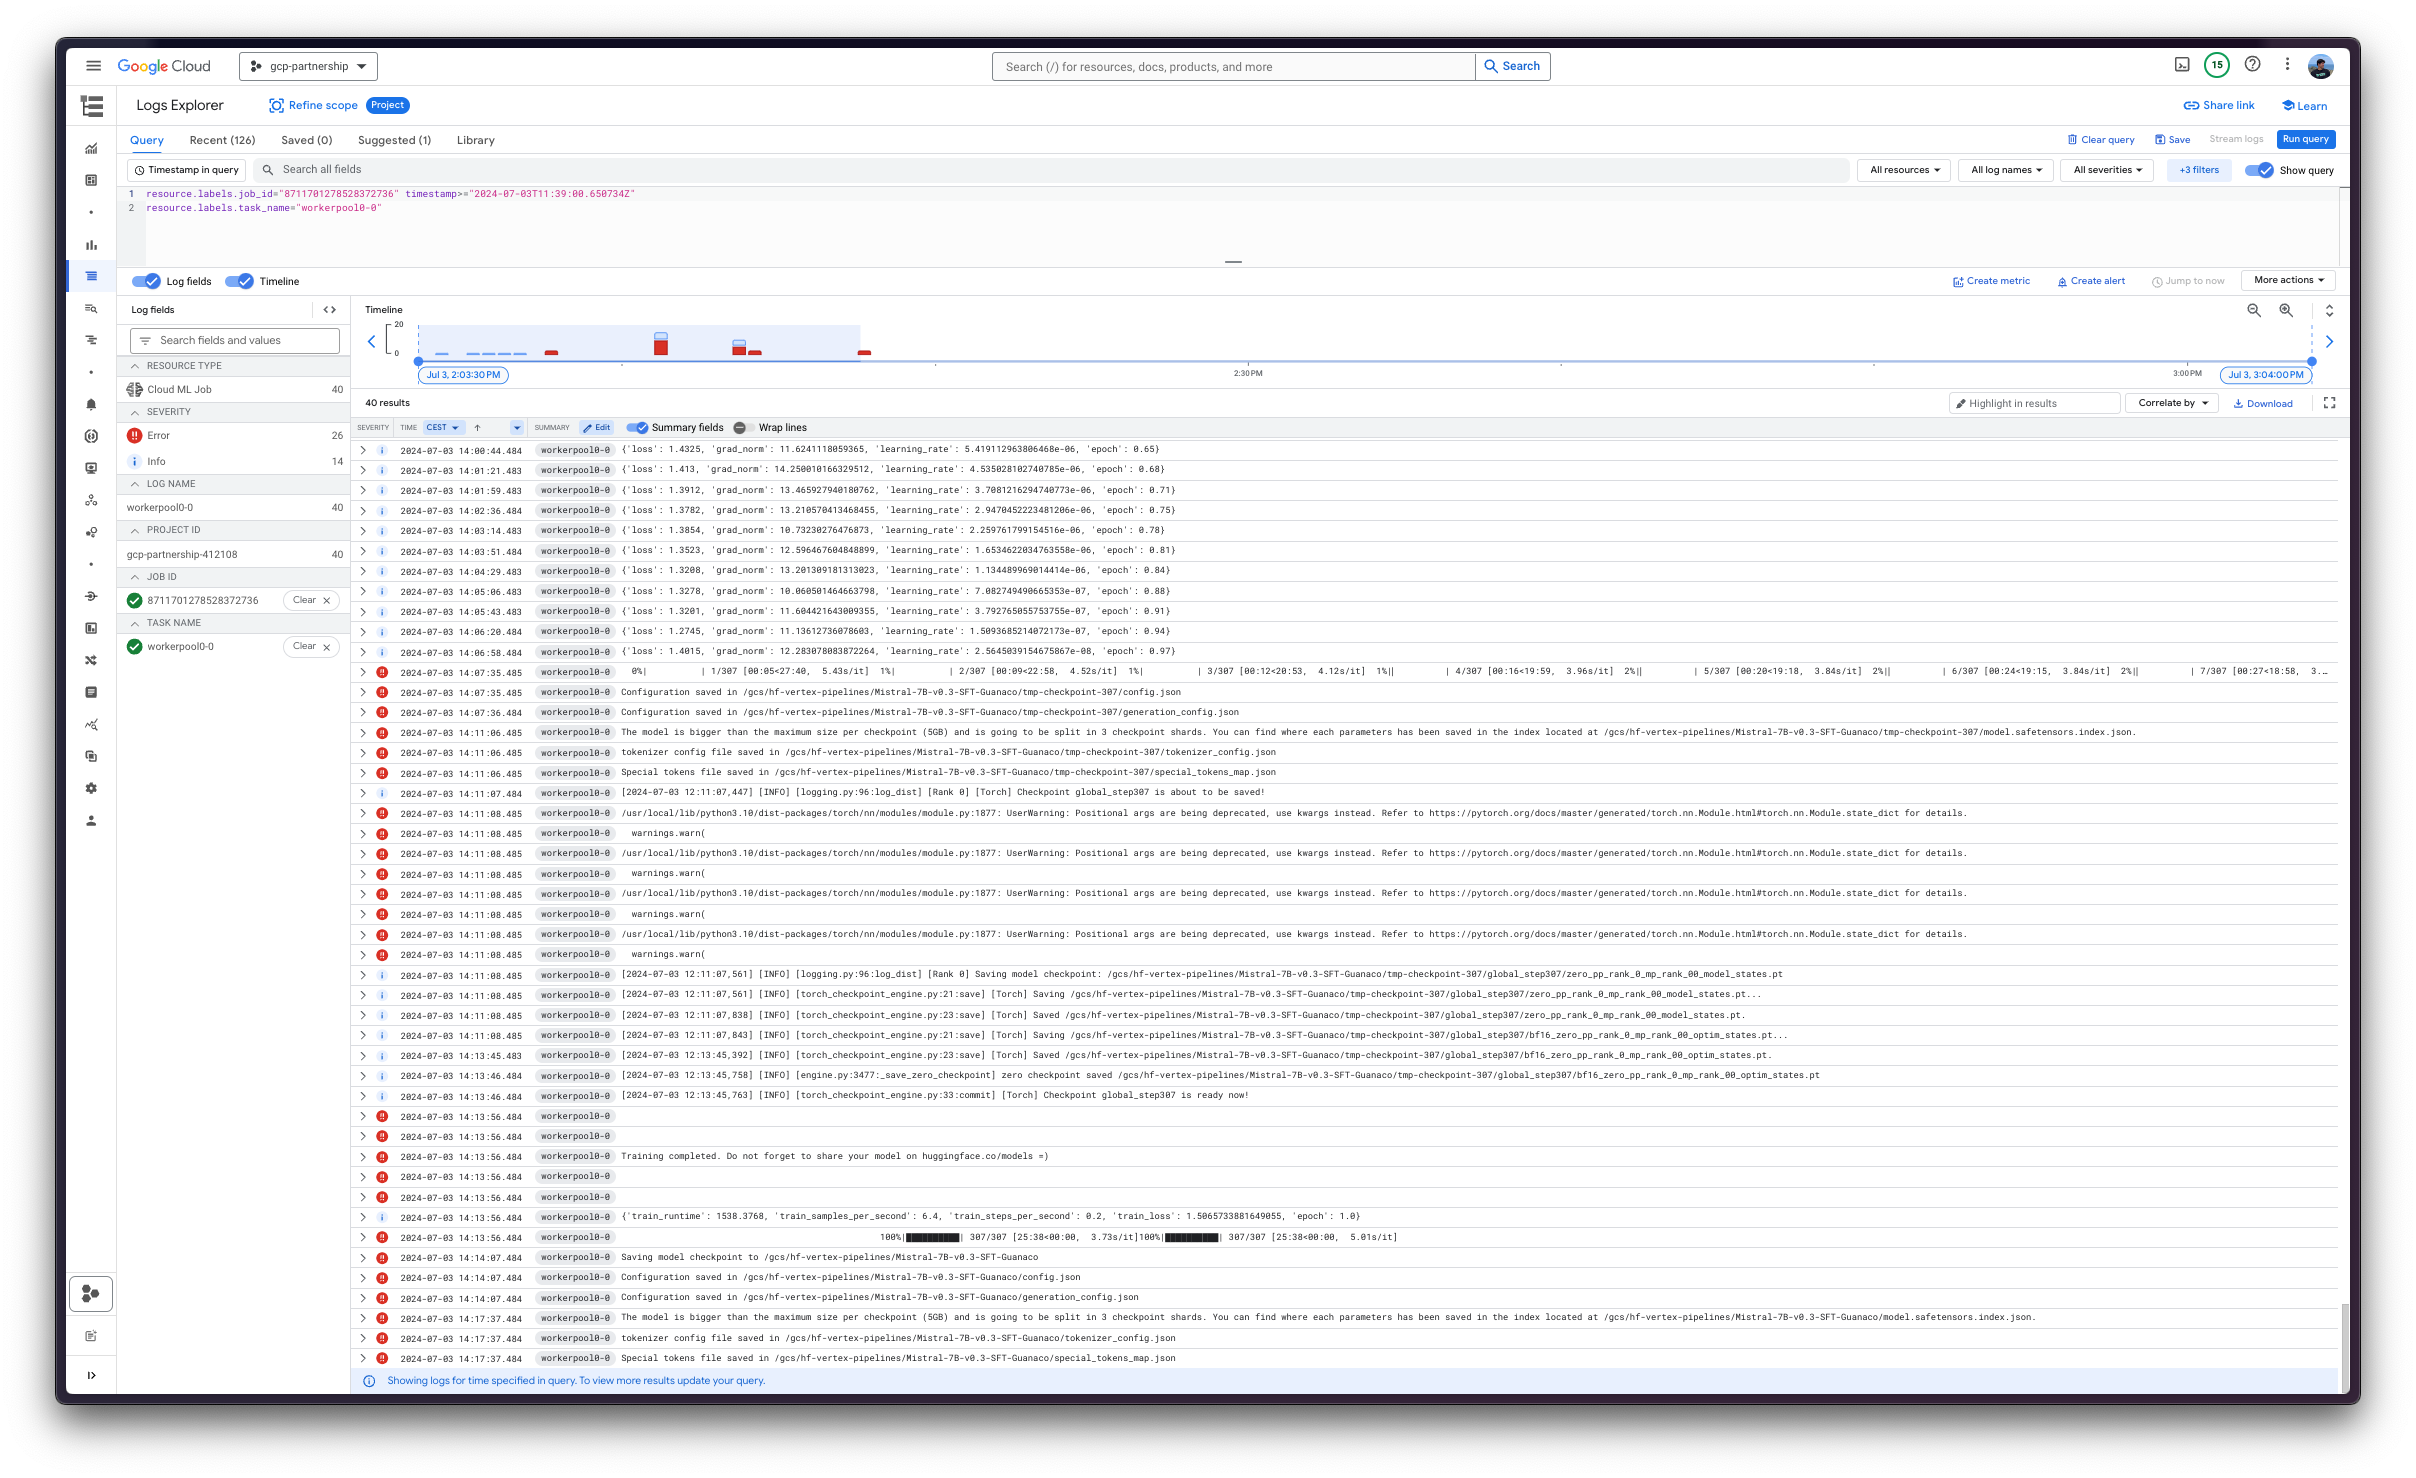 Google Cloud
gcp-partnership
Search (/) for resources, docs, products, and more
Search
15
Logs Explorer
Refine scope
Project
Share link
Learn
Query
Recent (126)
Saved (0)
Suggested (1)
Library
Clear query
Save
Stream logs
Run query
Timestamp in query
Search all fields
All resources
All log names
All severities
+3 filters
Show query
1 resource.labels.job_id="8711701278528372736" timestamp>="2024-07-03T11:39:00.650734Z"
2 resource.labels.task_name="workerpool0-0"
Log fields
Timeline
Create metric
Create alert
Jump to now
More actions
Log fields
Search fields and values
RESOURCE TYPE
Cloud ML Job 40
SEVERITY
Error 26
Info 14
LOG NAME
workerpool0-0 40
PROJECT ID
gcp-partnership-412108 40
JOB ID
8711701278528372736 Clear
TASK NAME
workerpool0-0 Clear
Timeline
20
0
Jul 3, 2:03:30 PM
2:30 PM
3:00 PM
Jul 3, 3:04:00 PM
40 results
Highlight in results
Correlate by
Download
SEVERITY TIME CEST SUMMARY Edit Summary fields Wrap lines
2024-07-03 14:00:44.484 workerpool0-0 {'loss': 1.4325, 'grad_norm': 11.6241118059365, 'learning_rate': 5.419112963806468e-06, 'epoch': 0.65}
2024-07-03 14:01:21.483 workerpool0-0 {'loss': 1.413, 'grad_norm': 14.250010166329512, 'learning_rate': 4.535028102740785e-06, 'epoch': 0.68}
2024-07-03 14:01:59.483 workerpool0-0 {'loss': 1.3912, 'grad_norm': 13.465927940180762, 'learning_rate': 3.7081216294740773e-06, 'epoch': 0.71}
2024-07-03 14:02:36.484 workerpool0-0 {'loss': 1.3782, 'grad_norm': 13.210570413468455, 'learning_rate': 2.9470452223481206e-06, 'epoch': 0.75}
2024-07-03 14:03:14.483 workerpool0-0 {'loss': 1.3854, 'grad_norm': 10.73230276476873, 'learning_rate': 2.259761799154516e-06, 'epoch': 0.78}
2024-07-03 14:03:51.484 workerpool0-0 {'loss': 1.3523, 'grad_norm': 12.596467604848899, 'learning_rate': 1.6534622034763558e-06, 'epoch': 0.81}
2024-07-03 14:04:29.483 workerpool0-0 {'loss': 1.3208, 'grad_norm': 13.201309181313023, 'learning_rate': 1.134489969014414e-06, 'epoch': 0.84}
2024-07-03 14:05:06.483 workerpool0-0 {'loss': 1.3278, 'grad_norm': 10.060501464663798, 'learning_rate': 7.082749490665353e-07, 'epoch': 0.88}
2024-07-03 14:05:43.483 workerpool0-0 {'loss': 1.3201, 'grad_norm': 11.604421643009355, 'learning_rate': 3.792765055753755e-07, 'epoch': 0.91}
2024-07-03 14:06:20.484 workerpool0-0 {'loss': 1.2745, 'grad_norm': 11.13612736078603, 'learning_rate': 1.5093685214072173e-07, 'epoch': 0.94}
2024-07-03 14:06:58.484 workerpool0-0 {'loss': 1.4015, 'grad_norm': 12.283078083872264, 'learning_rate': 2.5645039154675867e-08, 'epoch': 0.97}
2024-07-03 14:07:35.485 workerpool0-0 0%| | 1/307 [00:05<27:40, 5.43s/it] 1%| | 2/307 [00:09<22:58, 4.52s/it] 1%| | 3/307 [00:12<20:53, 4.12s/it] 1%|| | 4/307 [00:16<19:59, 3.96s/it] 2%|| | 5/307 [00:20<19:18, 3.84s/it] 2%|| | 6/307 [00:24<19:15, 3.84s/it] 2%|| | 7/307 [00:27<18:58, 3.…
2024-07-03 14:07:35.485 workerpool0-0 Configuration saved in /gcs/hf-vertex-pipelines/Mistral-7B-v0.3-SFT-Guanaco/tmp-checkpoint-307/config.json
2024-07-03 14:07:36.484 workerpool0-0 Configuration saved in /gcs/hf-vertex-pipelines/Mistral-7B-v0.3-SFT-Guanaco/tmp-checkpoint-307/generation_config.json
2024-07-03 14:11:06.485 workerpool0-0 The model is bigger than the maximum size per checkpoint (5GB) and is going to be split in 3 checkpoint shards. You can find where each parameters has been saved in the index located at /gcs/hf-vertex-pipelines/Mistral-7B-v0.3-SFT-Guanaco/tmp-checkpoint-307/model.safetensors.index.json.
2024-07-03 14:11:06.485 workerpool0-0 tokenizer config file saved in /gcs/hf-vertex-pipelines/Mistral-7B-v0.3-SFT-Guanaco/tmp-checkpoint-307/tokenizer_config.json
2024-07-03 14:11:06.485 workerpool0-0 Special tokens file saved in /gcs/hf-vertex-pipelines/Mistral-7B-v0.3-SFT-Guanaco/tmp-checkpoint-307/special_tokens_map.json
2024-07-03 14:11:07.484 workerpool0-0 [2024-07-03 12:11:07,447] [INFO] [logging.py:96:log_dist] [Rank 0] [Torch] Checkpoint global_step307 is about to be saved!
2024-07-03 14:11:08.485 workerpool0-0 /usr/local/lib/python3.10/dist-packages/torch/nn/modules/module.py:1877: UserWarning: Positional args are being deprecated, use kwargs instead. Refer to https://pytorch.org/docs/master/generated/torch.nn.Module.html#torch.nn.Module.state_dict for details.
2024-07-03 14:11:08.485 workerpool0-0 warnings.warn(
2024-07-03 14:11:08.485 workerpool0-0 /usr/local/lib/python3.10/dist-packages/torch/nn/modules/module.py:1877: UserWarning: Positional args are being deprecated, use kwargs instead. Refer to https://pytorch.org/docs/master/generated/torch.nn.Module.html#torch.nn.Module.state_dict for details.
2024-07-03 14:11:08.485 workerpool0-0 warnings.warn(
2024-07-03 14:11:08.485 workerpool0-0 /usr/local/lib/python3.10/dist-packages/torch/nn/modules/module.py:1877: UserWarning: Positional args are being deprecated, use kwargs instead. Refer to https://pytorch.org/docs/master/generated/torch.nn.Module.html#torch.nn.Module.state_dict for details.
2024-07-03 14:11:08.485 workerpool0-0 warnings.warn(
2024-07-03 14:11:08.485 workerpool0-0 /usr/local/lib/python3.10/dist-packages/torch/nn/modules/module.py:1877: UserWarning: Positional args are being deprecated, use kwargs instead. Refer to https://pytorch.org/docs/master/generated/torch.nn.Module.html#torch.nn.Module.state_dict for details.
2024-07-03 14:11:08.485 workerpool0-0 warnings.warn(
2024-07-03 14:11:08.485 workerpool0-0 [2024-07-03 12:11:07,561] [INFO] [logging.py:96:log_dist] [Rank 0] Saving model checkpoint: /gcs/hf-vertex-pipelines/Mistral-7B-v0.3-SFT-Guanaco/tmp-checkpoint-307/global_step307/zero_pp_rank_0_mp_rank_00_model_states.pt
2024-07-03 14:11:08.485 workerpool0-0 [2024-07-03 12:11:07,561] [INFO] [torch_checkpoint_engine.py:21:save] [Torch] Saving /gcs/hf-vertex-pipelines/Mistral-7B-v0.3-SFT-Guanaco/tmp-checkpoint-307/global_step307/zero_pp_rank_0_mp_rank_00_model_states.pt...
2024-07-03 14:11:08.485 workerpool0-0 [2024-07-03 12:11:07,838] [INFO] [torch_checkpoint_engine.py:23:save] [Torch] Saved /gcs/hf-vertex-pipelines/Mistral-7B-v0.3-SFT-Guanaco/tmp-checkpoint-307/global_step307/zero_pp_rank_0_mp_rank_00_model_states.pt.
2024-07-03 14:11:08.485 workerpool0-0 [2024-07-03 12:11:07,843] [INFO] [torch_checkpoint_engine.py:21:save] [Torch] Saving /gcs/hf-vertex-pipelines/Mistral-7B-v0.3-SFT-Guanaco/tmp-checkpoint-307/global_step307/bf16_zero_pp_rank_0_mp_rank_00_optim_states.pt...
2024-07-03 14:13:45.483 workerpool0-0 [2024-07-03 12:13:45,392] [INFO] [torch_checkpoint_engine.py:23:save] [Torch] Saved /gcs/hf-vertex-pipelines/Mistral-7B-v0.3-SFT-Guanaco/tmp-checkpoint-307/global_step307/bf16_zero_pp_rank_0_mp_rank_00_optim_states.pt.
2024-07-03 14:13:46.484 workerpool0-0 [2024-07-03 12:13:45,758] [INFO] [engine.py:3477:_save_zero_checkpoint] zero checkpoint saved /gcs/hf-vertex-pipelines/Mistral-7B-v0.3-SFT-Guanaco/tmp-checkpoint-307/global_step307/bf16_zero_pp_rank_0_mp_rank_00_optim_states.pt
2024-07-03 14:13:46.484 workerpool0-0 [2024-07-03 12:13:45,763] [INFO] [torch_checkpoint_engine.py:33:commit] [Torch] Checkpoint global_step307 is ready now!
2024-07-03 14:13:56.484 workerpool0-0
2024-07-03 14:13:56.484 workerpool0-0
2024-07-03 14:13:56.484 workerpool0-0 Training completed. Do not forget to share your model on huggingface.co/models =)
2024-07-03 14:13:56.484 workerpool0-0
2024-07-03 14:13:56.484 workerpool0-0
2024-07-03 14:13:56.484 workerpool0-0 {'train_runtime': 1538.3768, 'train_samples_per_second': 6.4, 'train_steps_per_second': 0.2, 'train_loss': 1.5065733881649055, 'epoch': 1.0}
2024-07-03 14:13:56.484 workerpool0-0 100%|██████████| 307/307 [25:38<00:00, 3.73s/it]100%|██████████| 307/307 [25:38<00:00, 5.01s/it]
2024-07-03 14:14:07.484 workerpool0-0 Saving model checkpoint to /gcs/hf-vertex-pipelines/Mistral-7B-v0.3-SFT-Guanaco
2024-07-03 14:14:07.484 workerpool0-0 Configuration saved in /gcs/hf-vertex-pipelines/Mistral-7B-v0.3-SFT-Guanaco/config.json
2024-07-03 14:14:07.484 workerpool0-0 Configuration saved in /gcs/hf-vertex-pipelines/Mistral-7B-v0.3-SFT-Guanaco/generation_config.json
2024-07-03 14:17:37.484 workerpool0-0 The model is bigger than the maximum size per checkpoint (5GB) and is going to be split in 3 checkpoint shards. You can find where each parameters has been saved in the index located at /gcs/hf-vertex-pipelines/Mistral-7B-v0.3-SFT-Guanaco/model.safetensors.index.json.
2024-07-03 14:17:37.484 workerpool0-0 tokenizer config file saved in /gcs/hf-vertex-pipelines/Mistral-7B-v0.3-SFT-Guanaco/tokenizer_config.json
2024-07-03 14:17:37.484 workerpool0-0 Special tokens file saved in /gcs/hf-vertex-pipelines/Mistral-7B-v0.3-SFT-Guanaco/special_tokens_map.json
Showing logs for time specified in query. To view more results update your query.